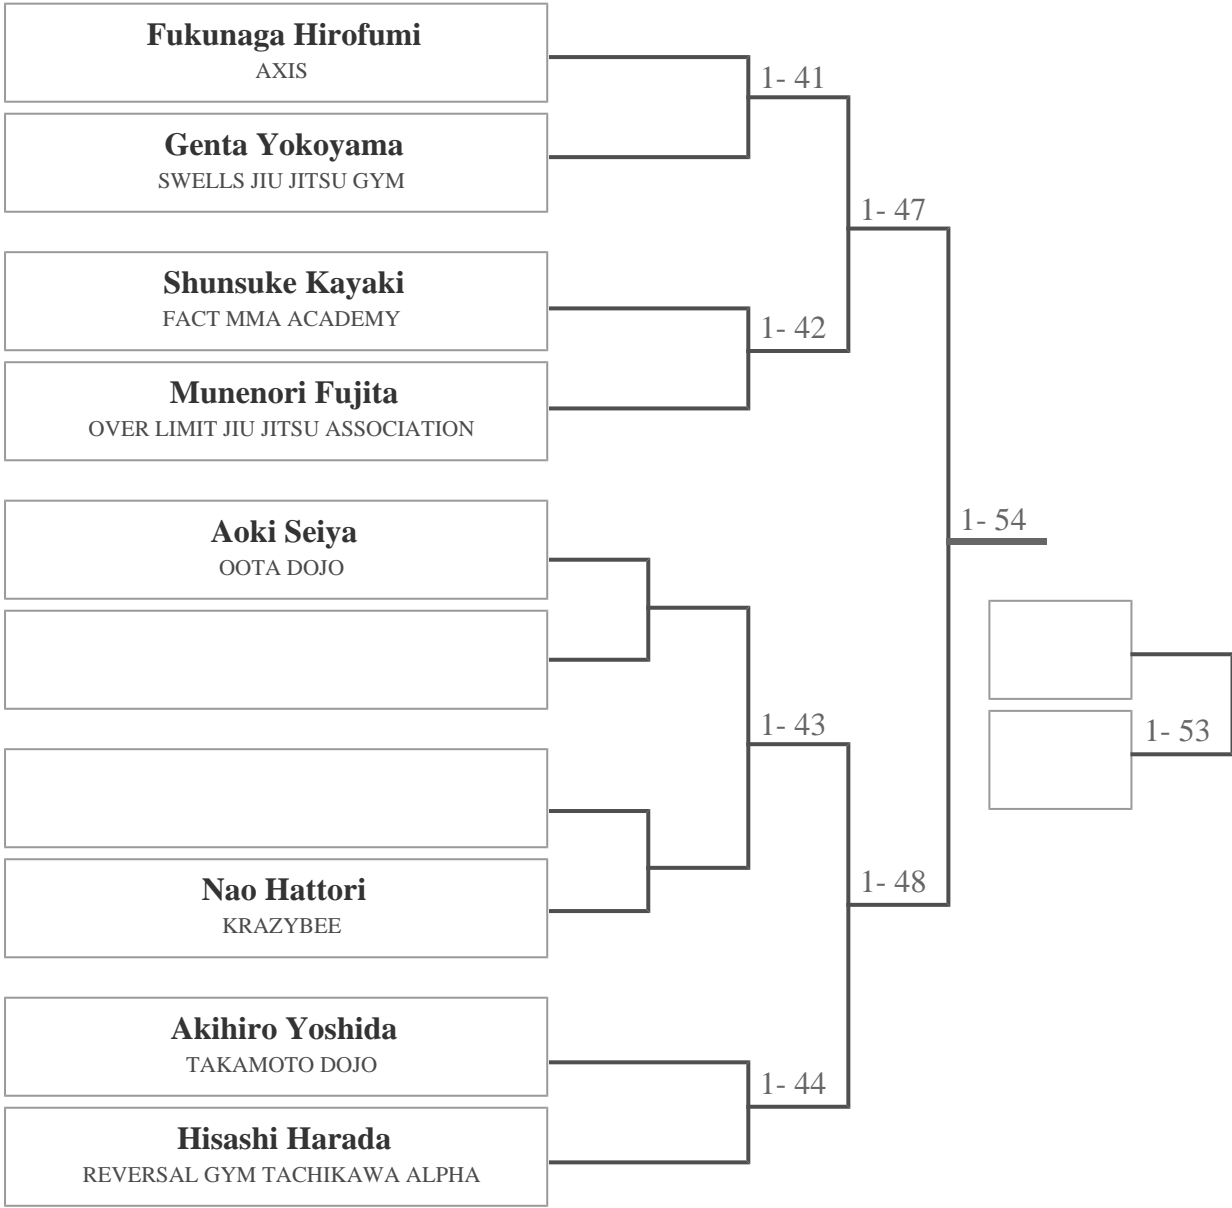 Fukunaga Hirofumi
AXIS
1- 41
Genta Yokoyama
SWELLS JIU JITSU GYM
1- 47
Shunsuke Kayaki
FACT MMA ACADEMY
1- 42
Munenori Fujita
OVER LIMIT JIU JITSU ASSOCIATION
Aoki Seiya
OOTA DOJO
1- 54
1- 43
1- 53
Nao Hattori
KRAZYBEE
1- 48
Akihiro Yoshida
TAKAMOTO DOJO
1- 44
Hisashi Harada
REVERSAL GYM TACHIKAWA ALPHA